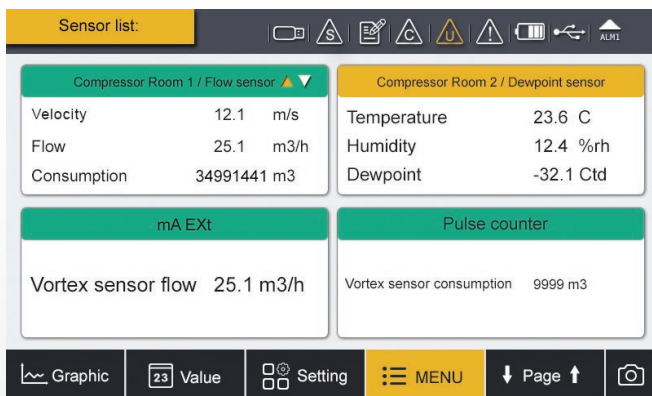 Sensor list:
S C U ! ALM1
Compressor Room 1 / Flow sensor
Velocity 12.1 m/s
Flow 25.1 m3/h
Consumption 34991441 m3
Compressor Room 2 / Dewpoint sensor
Temperature 23.6 C
Humidity 12.4 %rh
Dewpoint -32.1 Ctd
mA EXt
Vortex sensor flow 25.1 m3/h
Pulse counter
Vortex sensor consumption 9999 m3
Graphic 23 Value Setting MENU Page